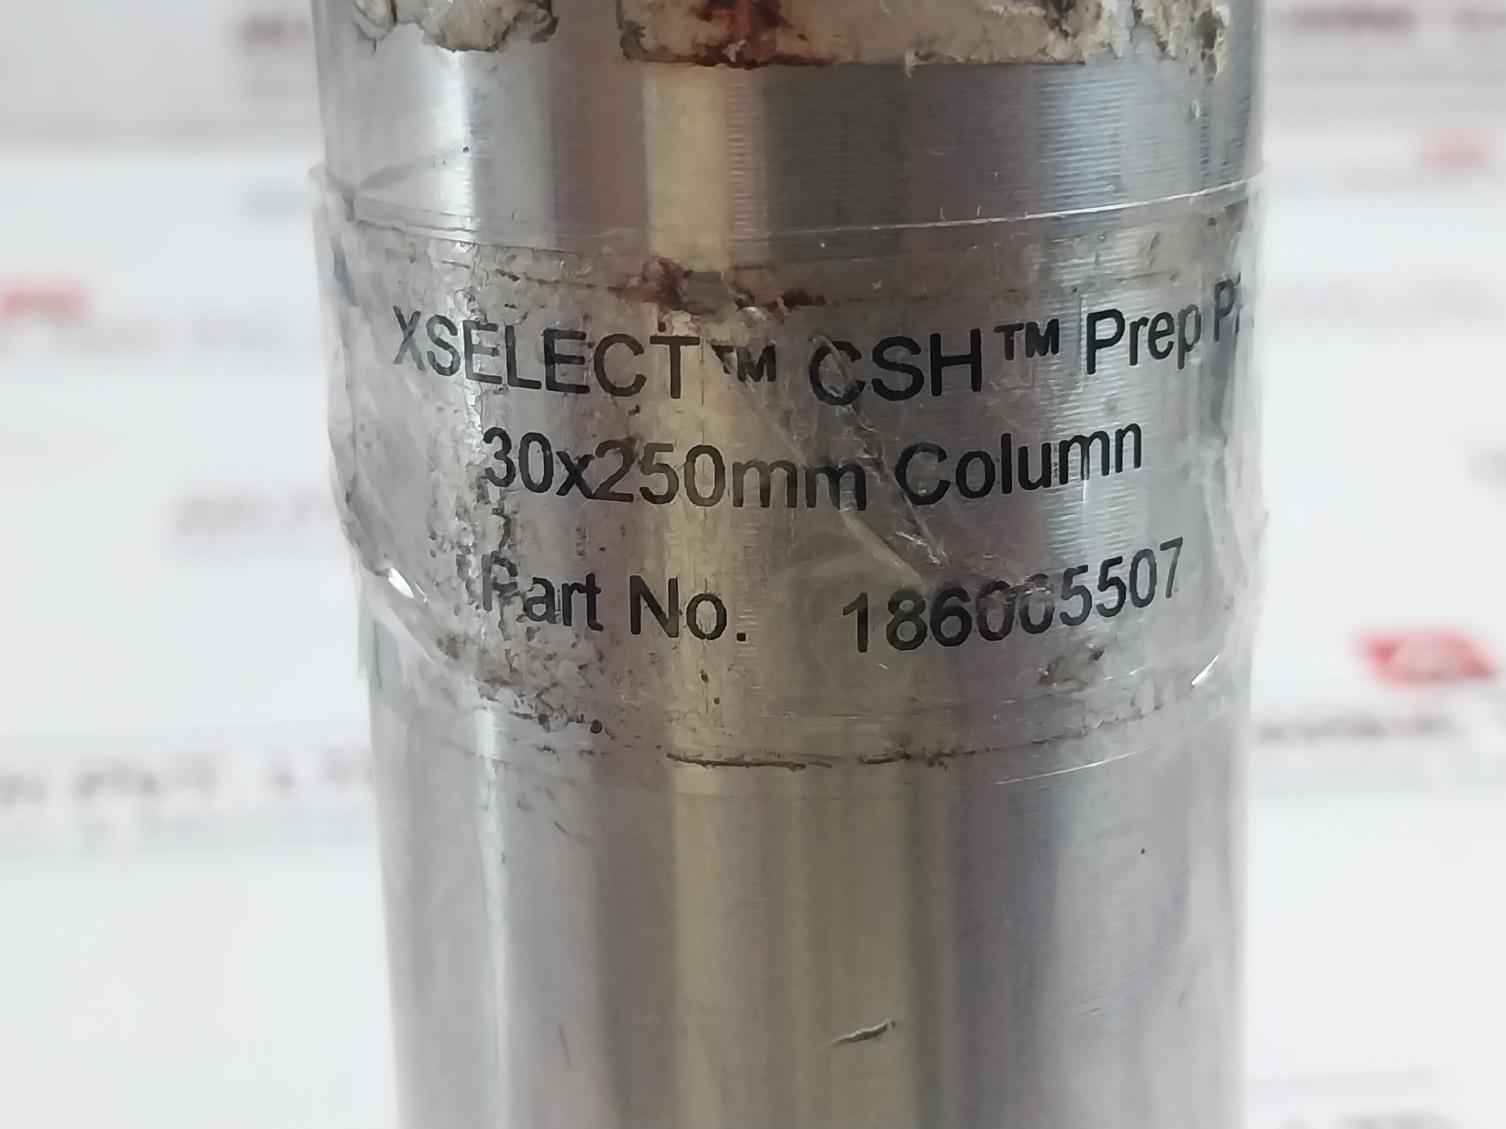 XSELECT™ CSH™ Prep
30x250mm Column
Part No. 186005507